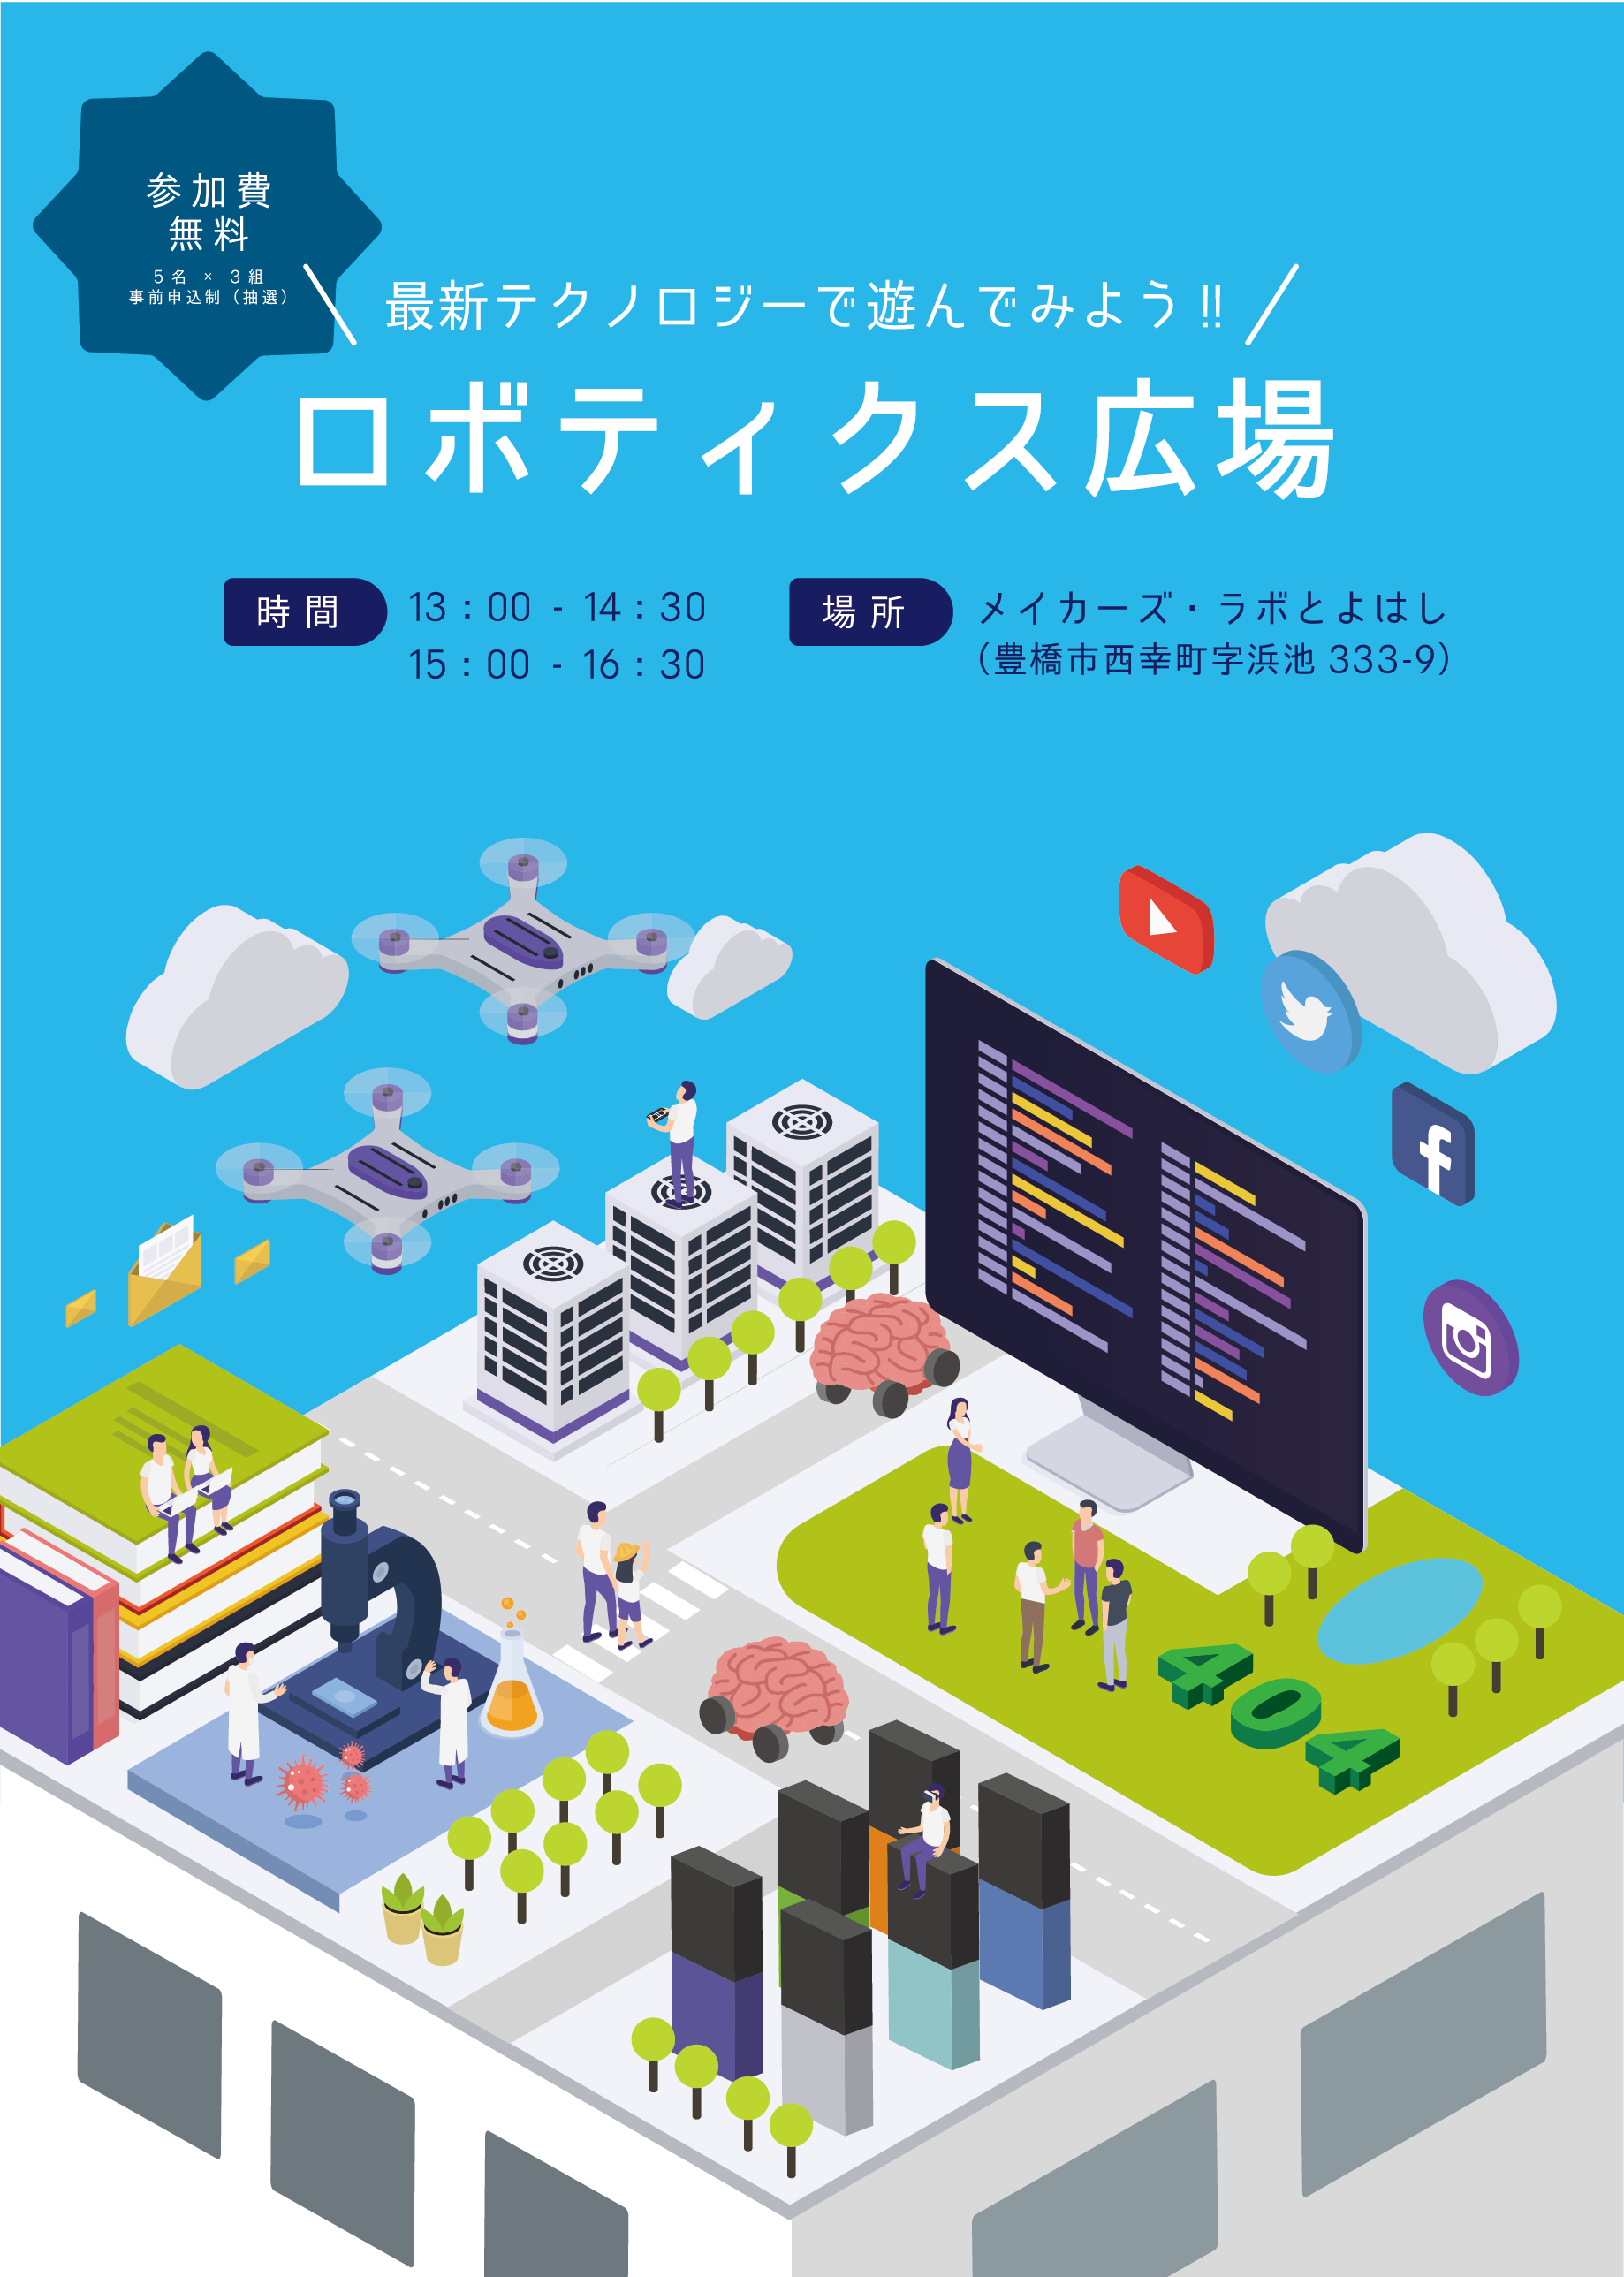 参加費
無料
5名 × 3組
事前申込制（抽選）
最新テクノロジーで遊んでみよう!!
ロボティクス広場
時間
13：00 - 14：30
15：00 - 16：30
場所
メイカーズ・ラボとよはし
（豊橋市西幸町字浜池 333-9）
404